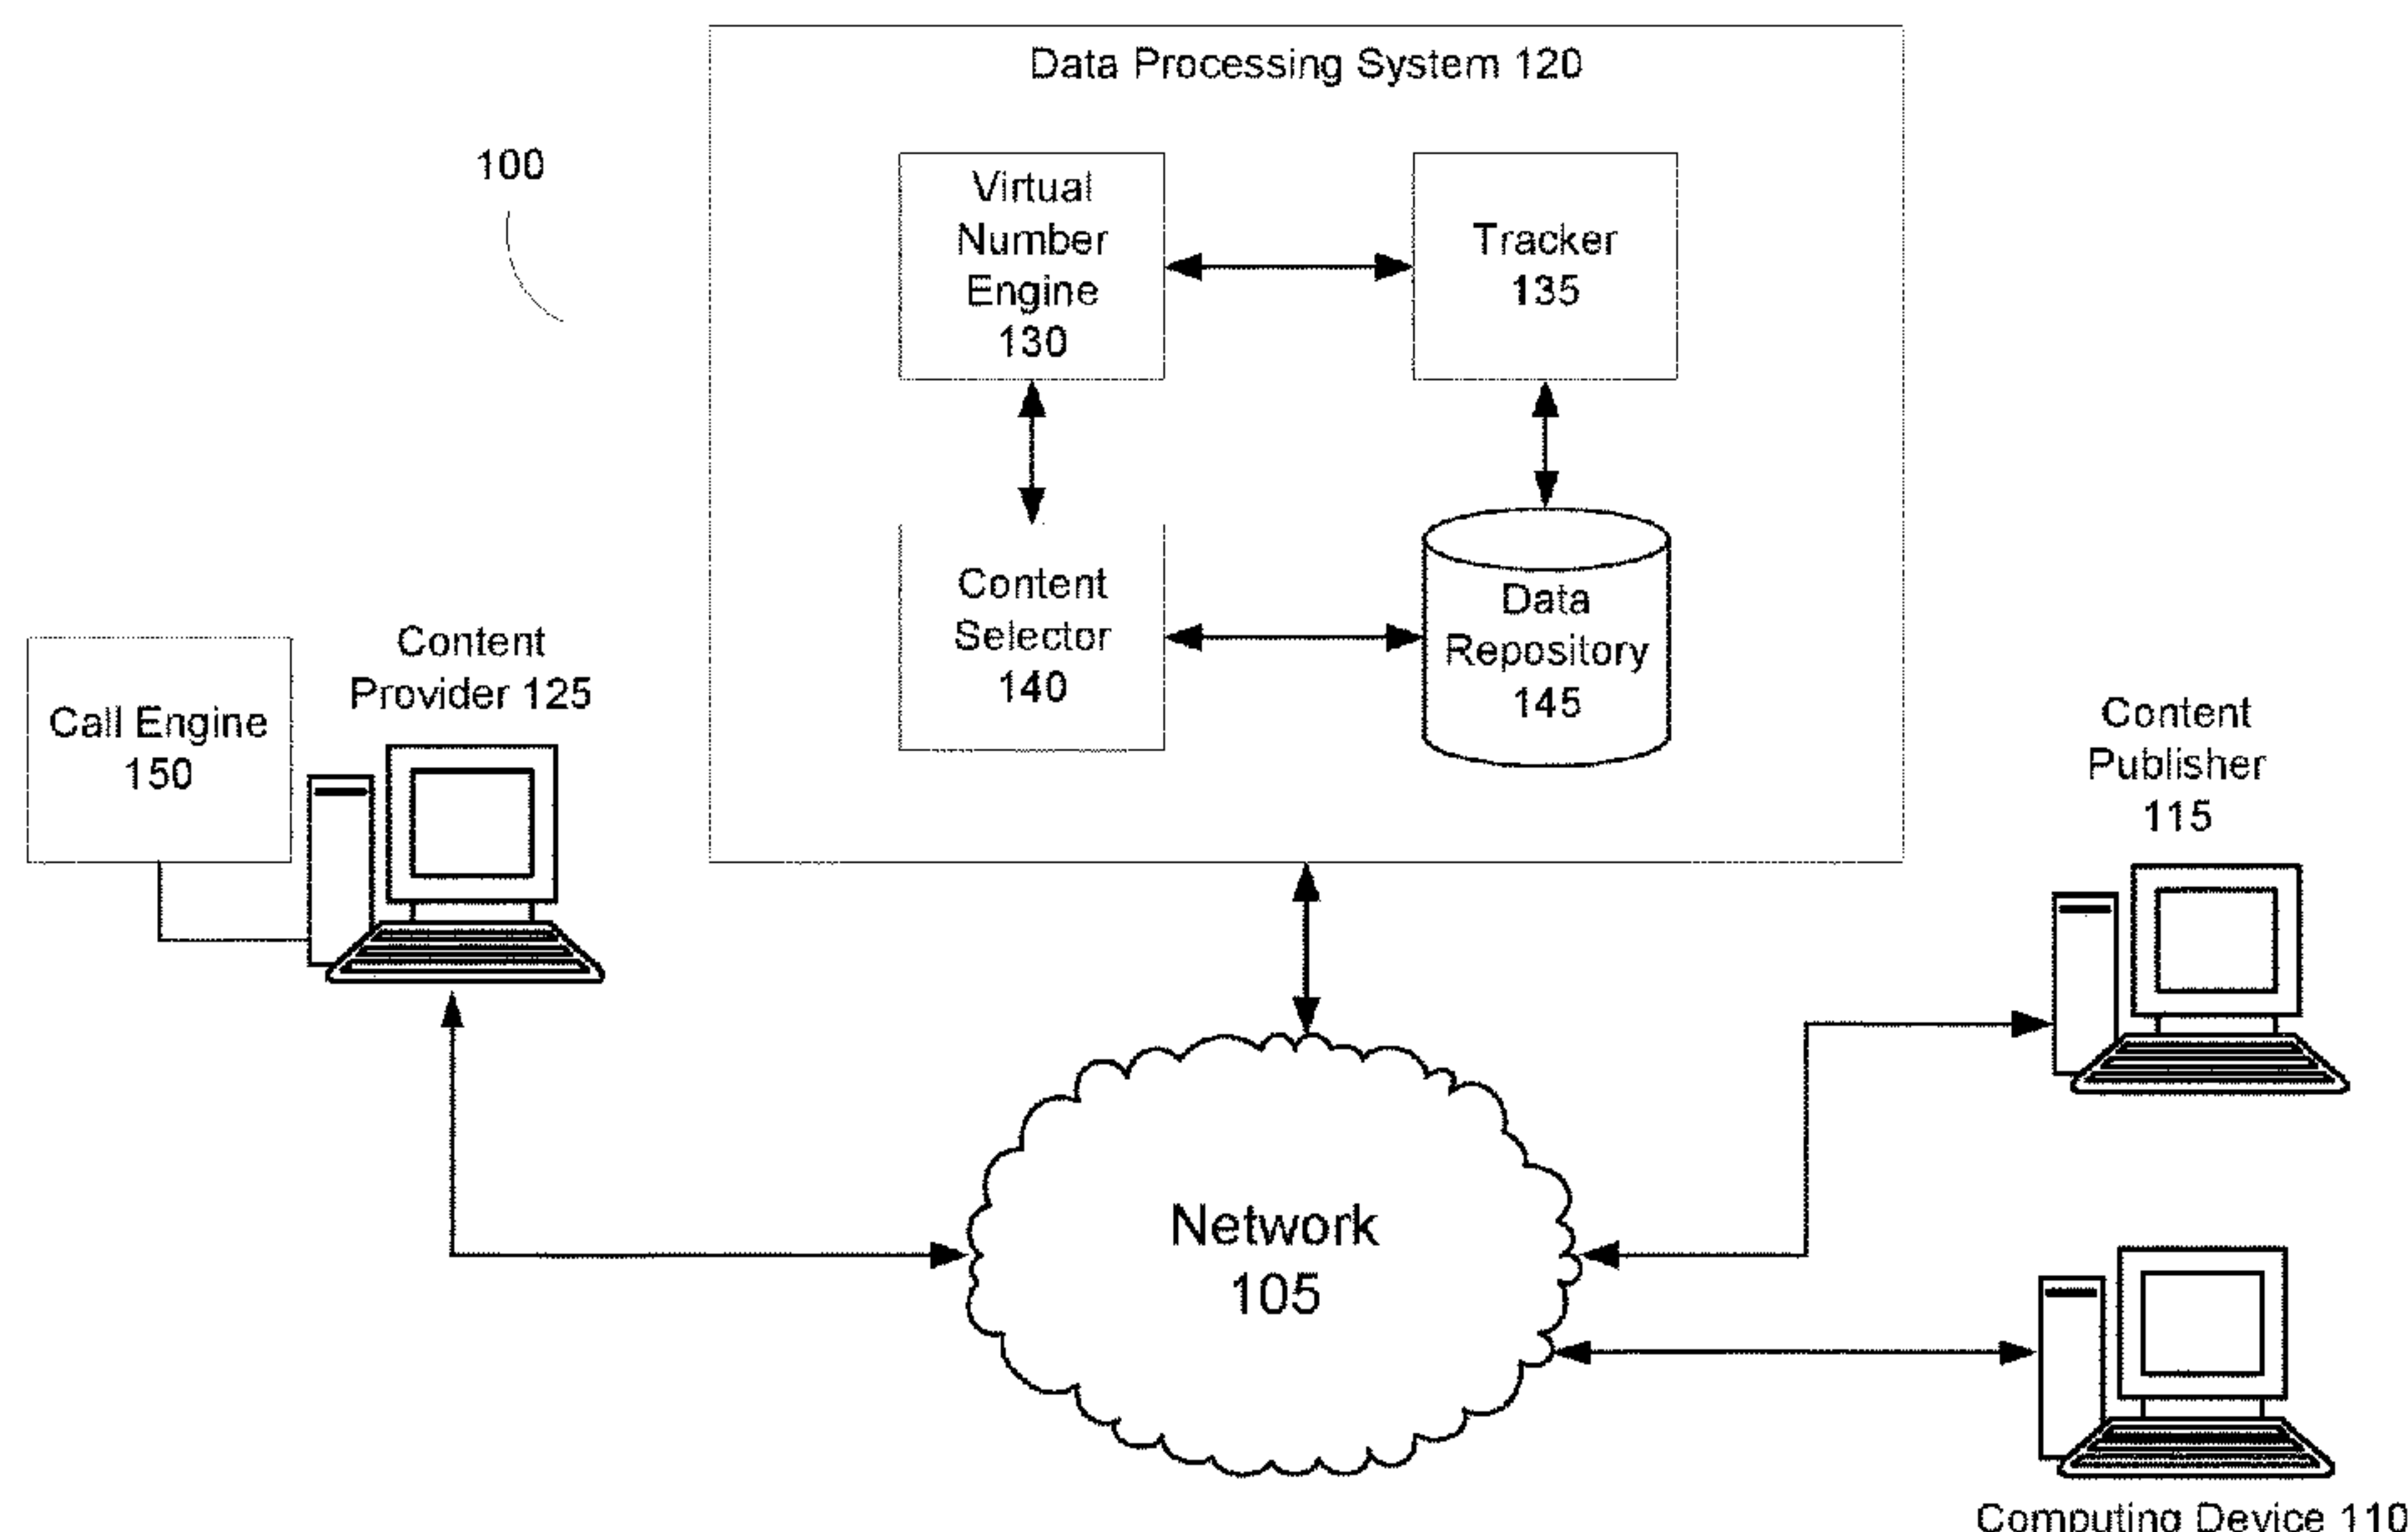 Data Processing System 120
100
Virtual
Number
Engine
130
Tracker
135
Content
Selector
140
Data
Repository
145
Call Engine
150
Content
Provider 125
Content
Publisher
115
Network
105
Computing Device 110